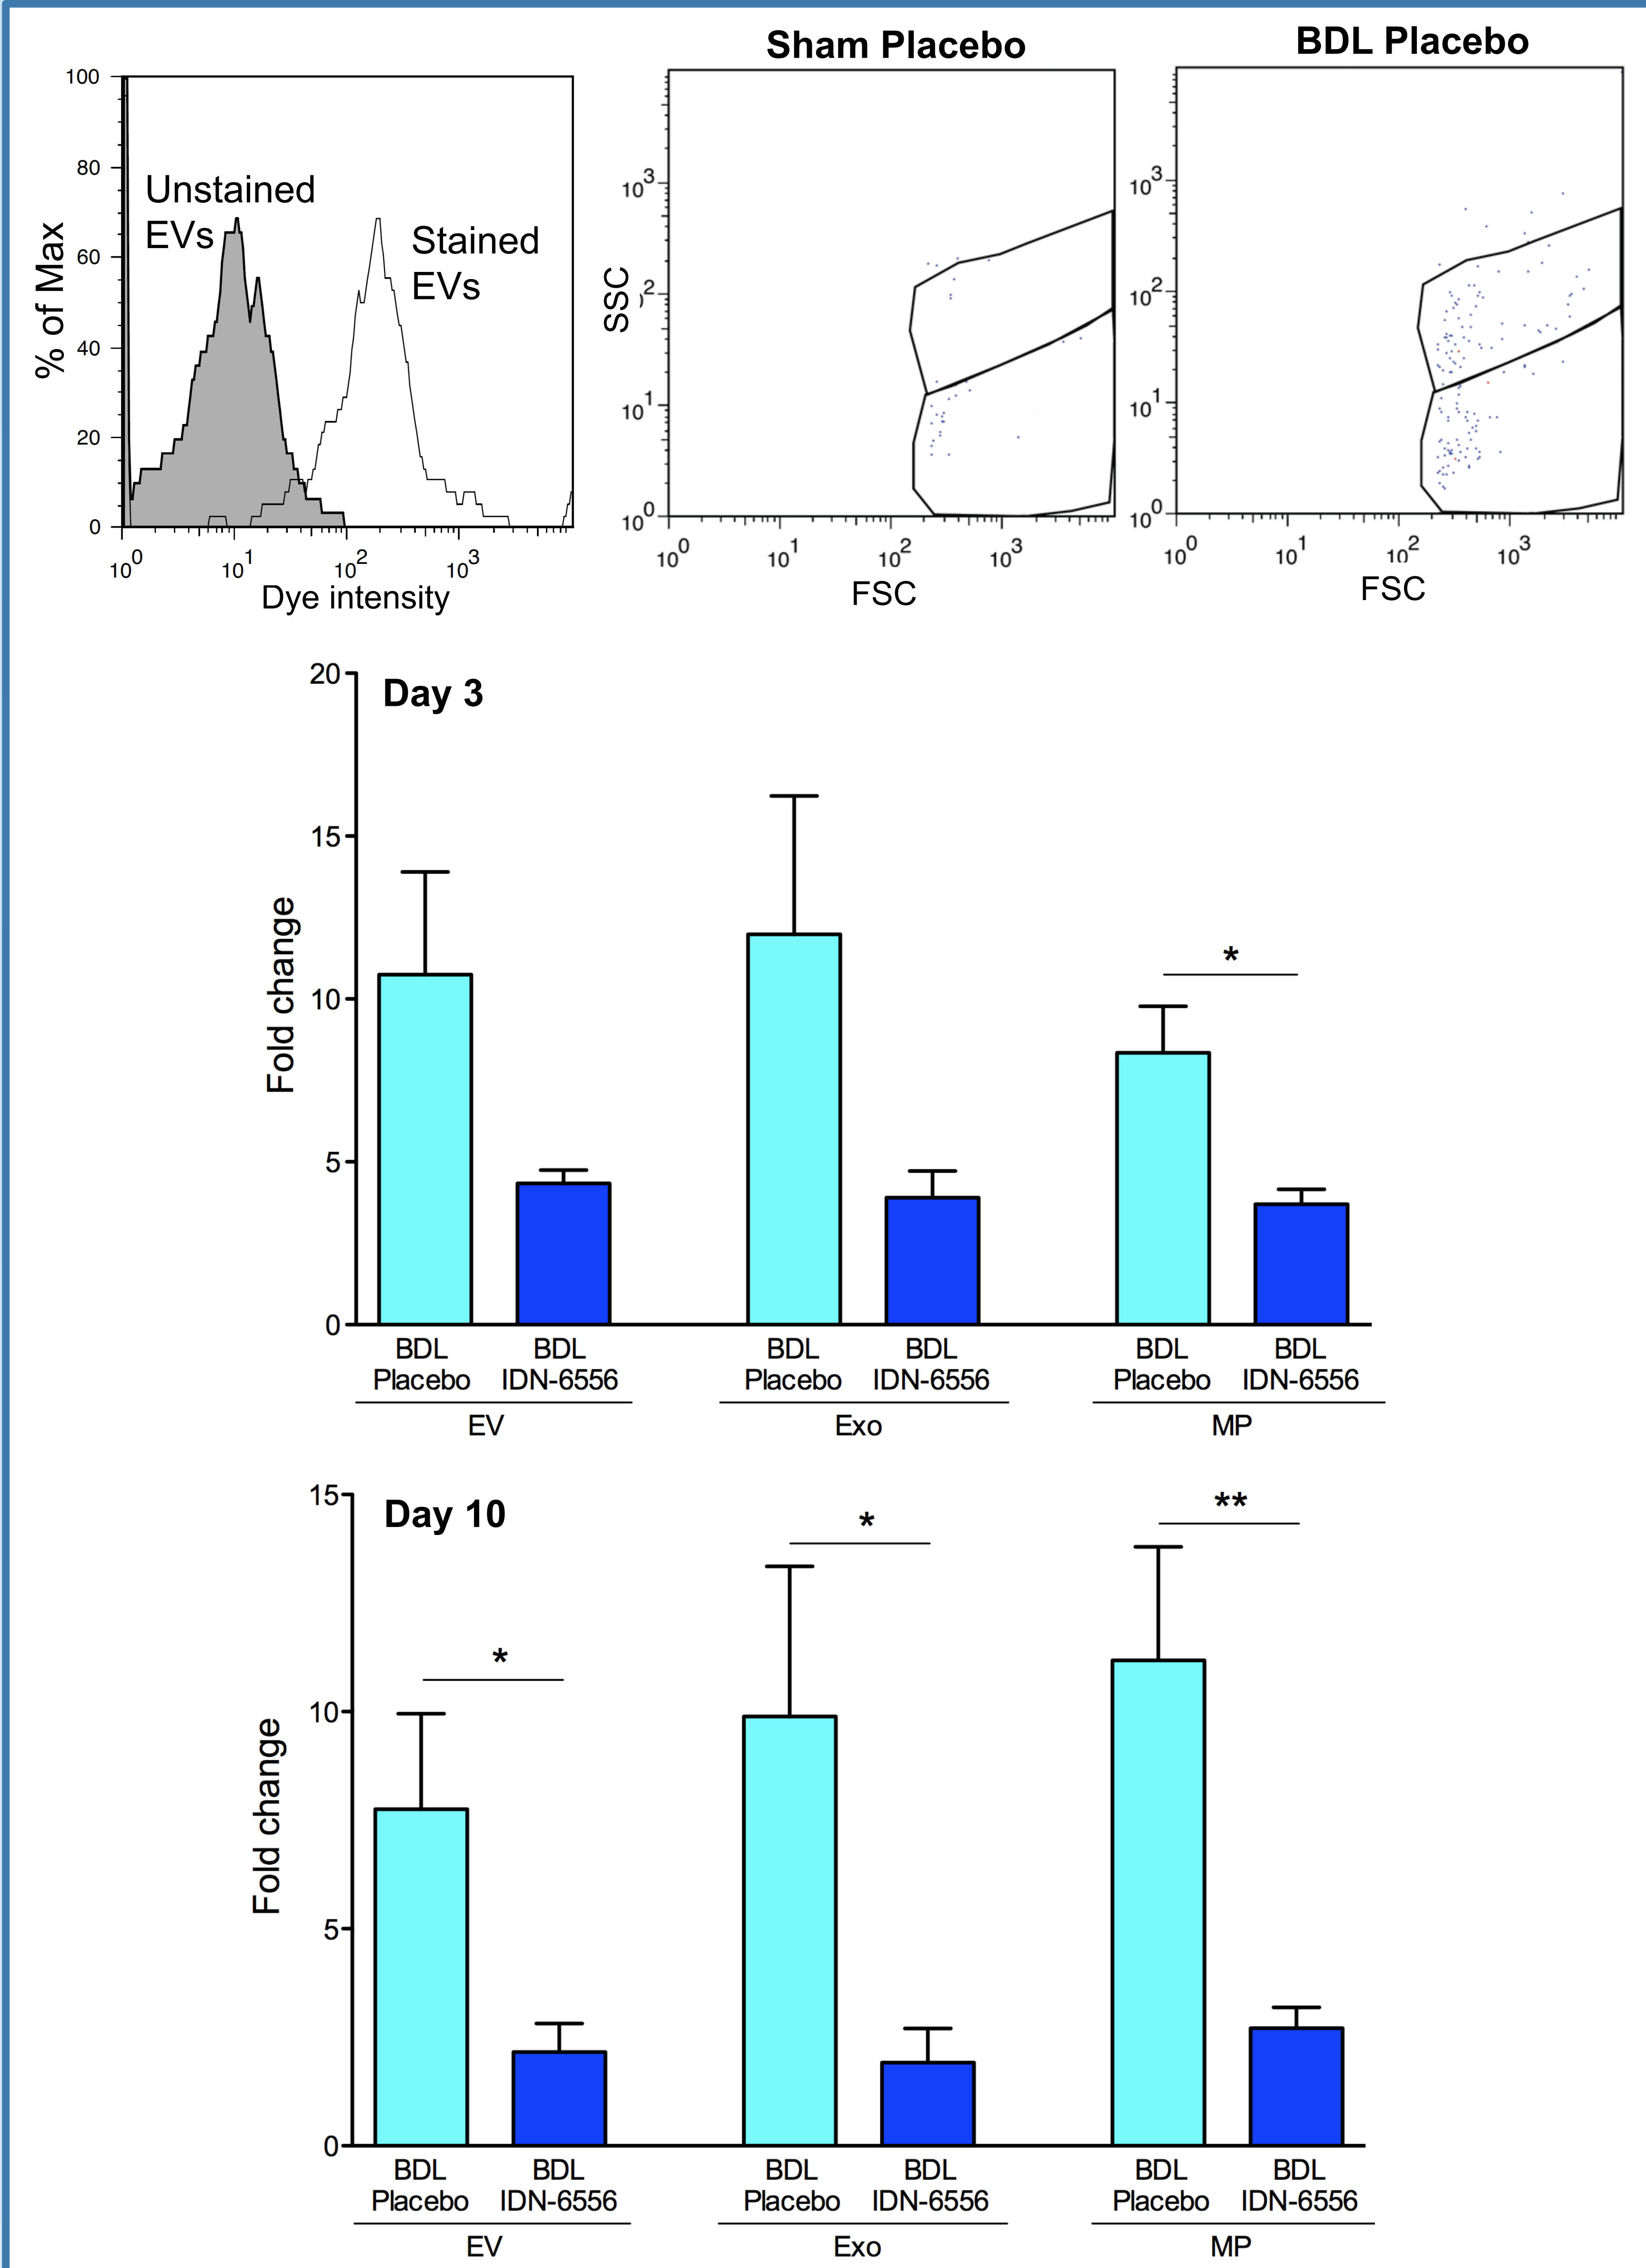 Sham Placebo
BDL Placebo
100
80
60
40
20
0
% of Max
Unstained
EVs
Stained
EVs
10^0
10^1
10^2
10^3
Dye intensity
SSC
10^3
)^2
10^1
10^0
10^0
10^1
10^2
10^3
FSC
10^3
10^2
10^1
10^0
10^0
10^1
10^2
10^3
FSC
Day 3
Fold change
20
15
10
5
0
*
BDL
Placebo
BDL
IDN-6556
BDL
Placebo
BDL
IDN-6556
BDL
Placebo
BDL
IDN-6556
EV
Exo
MP
Day 10
Fold change
15
10
5
0
*
*
**
BDL
Placebo
BDL
IDN-6556
BDL
Placebo
BDL
IDN-6556
BDL
Placebo
BDL
IDN-6556
EV
Exo
MP